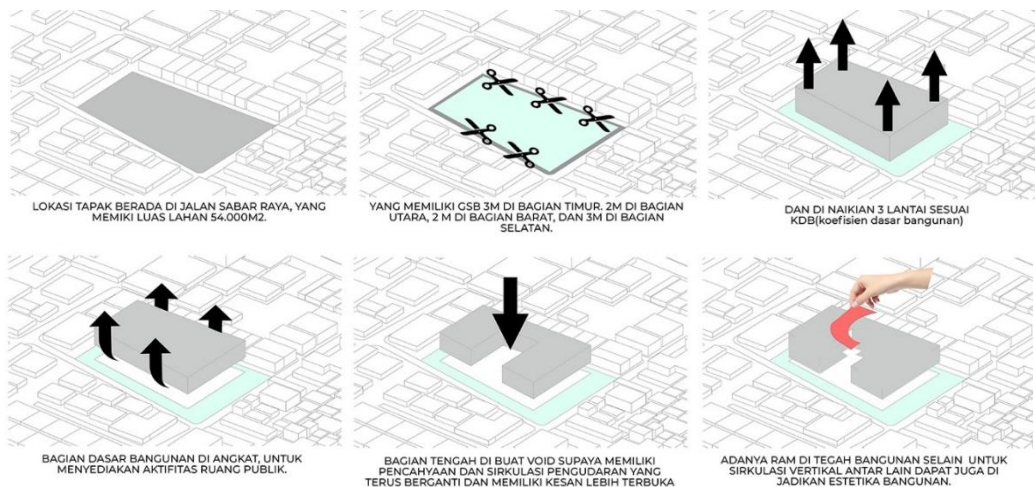 LOKASI TAPAK BERADA DI JALAN SABAR RAYA, YANG
MEMIKI LUAS LAHAN 54.000M2.
YANG MEMILIKI GSB 3M DI BAGIAN TIMUR. 2M DI BAGIAN
UTARA, 2 M DI BAGIAN BARAT, DAN 3M DI BAGIAN
SELATAN.
DAN DI NAIKIAN 3 LANTAI SESUAI
KDB(koefisien dasar bangunan)
BAGIAN DASAR BANGUNAN DI ANGKAT, UNTUK
MENYEDIAKAN AKTIFITAS RUANG PUBLIK.
BAGIAN TENGAH DI BUAT VOID SUPAYA MEMILIKI
PENCAHYAAN DAN SIRKULASI PENGUDARAN YANG
TERUS BERGANTI DAN MEMILIKI KESAN LEBIH TERBUKA
ADANYA RAM DI TEGAH BANGUNAN SELAIN UNTUK
SIRKULASI VERTIKAL ANTAR LAIN DAPAT JUGA DI
JADIKAN ESTETIKA BANGUNAN.